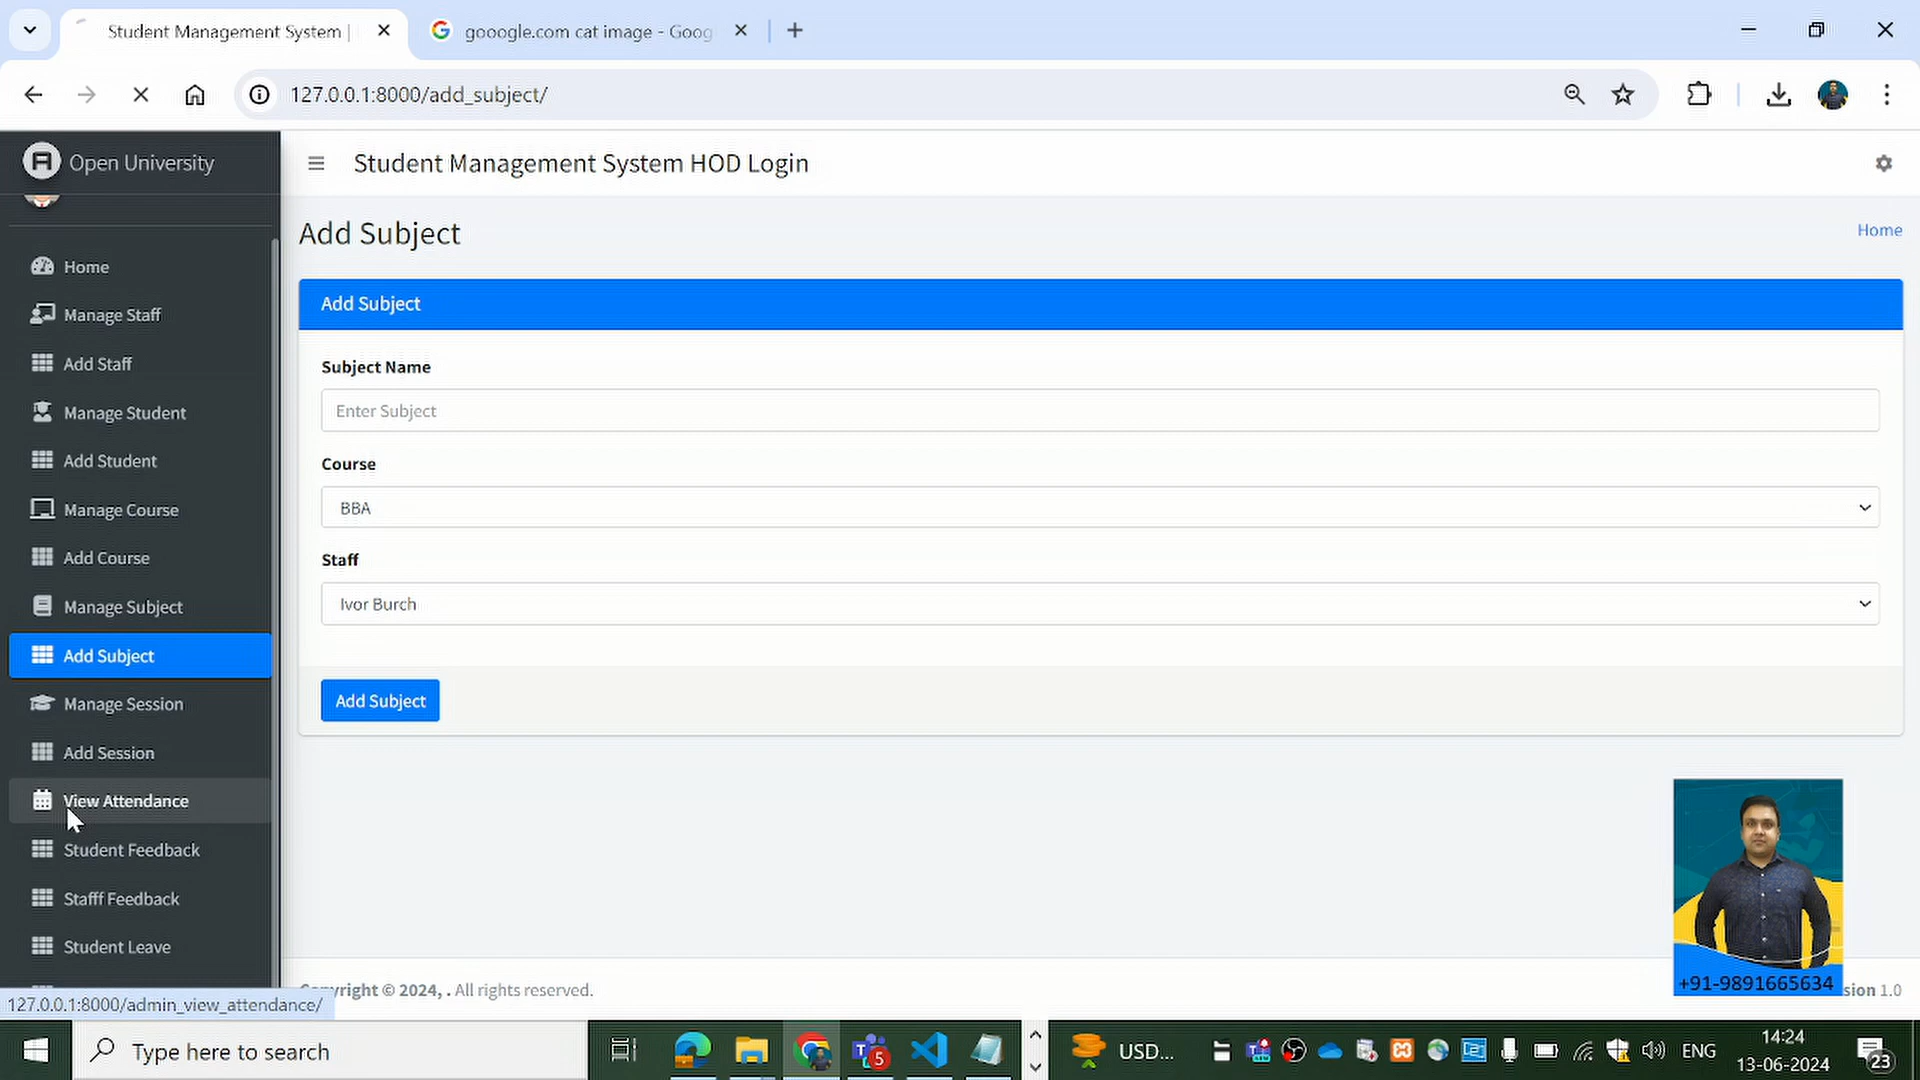 Student Management System |
gooogle.com cat image - Goog
127.0.0.1:8000/add_subject/
Open University
Student Management System HOD Login
Add Subject
Home
Home
Manage Staff
Add Staff
Manage Student
Add Student
Manage Course
Add Course
Manage Subject
Add Subject
Manage Session
Add Session
View Attendance
Student Feedback
Stafff Feedback
Student Leave
Add Subject
Subject Name
Enter Subject
Course
BBA
Staff
Ivor Burch
Add Subject
+91-9891665634
pyright © 2024, . All rights reserved.
sion 1.0
127.0.0.1:8000/admin_view_attendance/
Type here to search
5
USD...
ENG
14:24
13-06-2024
23